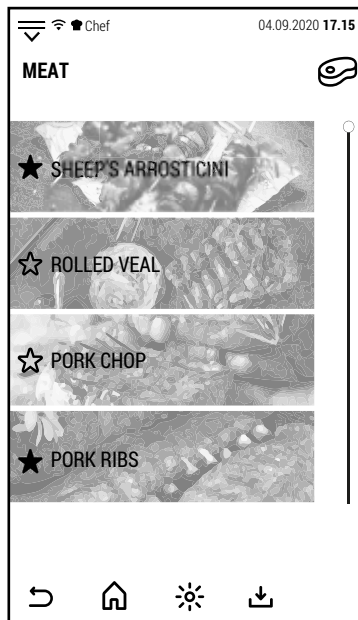 Chef 04.09.2020 17.15
MEAT
SHEEP'S ARROSTICINI
ROLLED VEAL
PORK CHOP
PORK RIBS